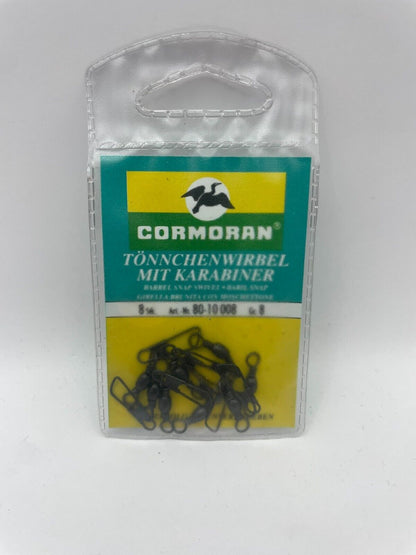 CORMORAN®
TÖNNCHENWIRBEL
MIT KARABINER
BARREL SNAP SWIVEL • BARIL SNAP
GIRELLA BRUNITA CON MOSCHETTONE
8 Stk. Art.-Nr. 80-10 008 Gr. 8